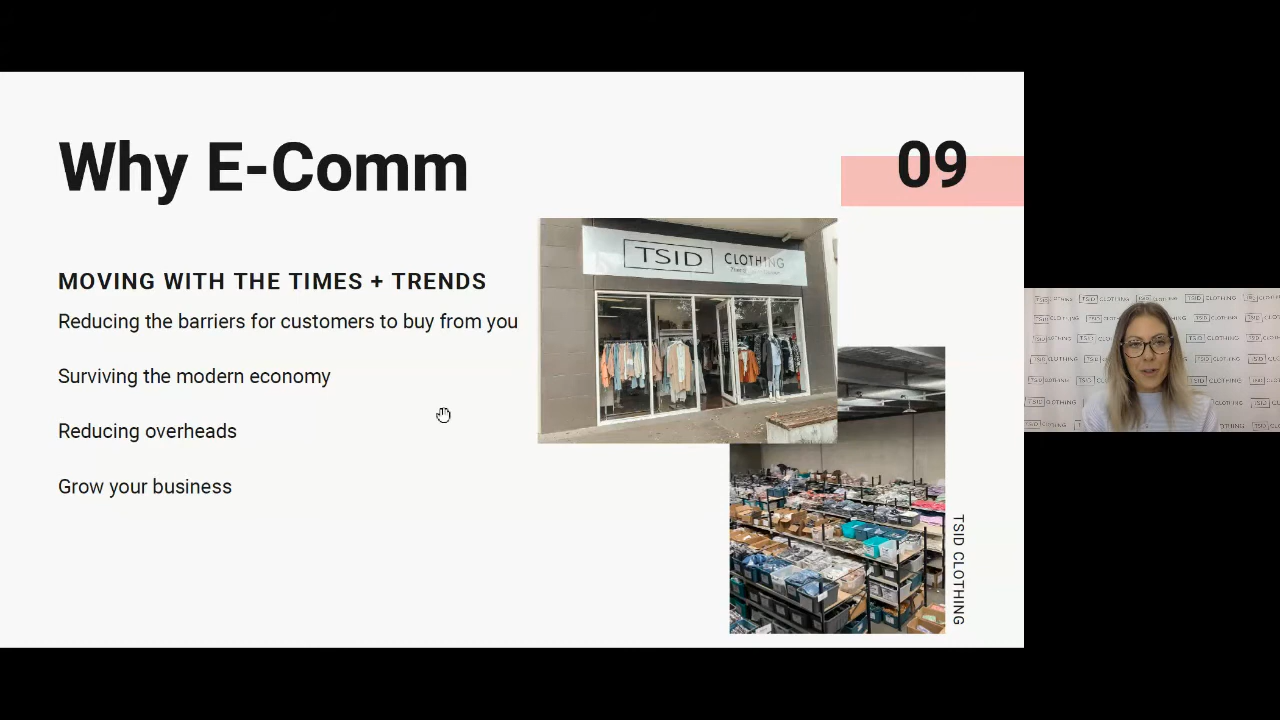 Why E-Comm
09
MOVING WITH THE TIMES + TRENDS
Reducing the barriers for customers to buy from you
Surviving the modern economy
Reducing overheads
Grow your business
TSID CLOTHING
TSID CLOTHING